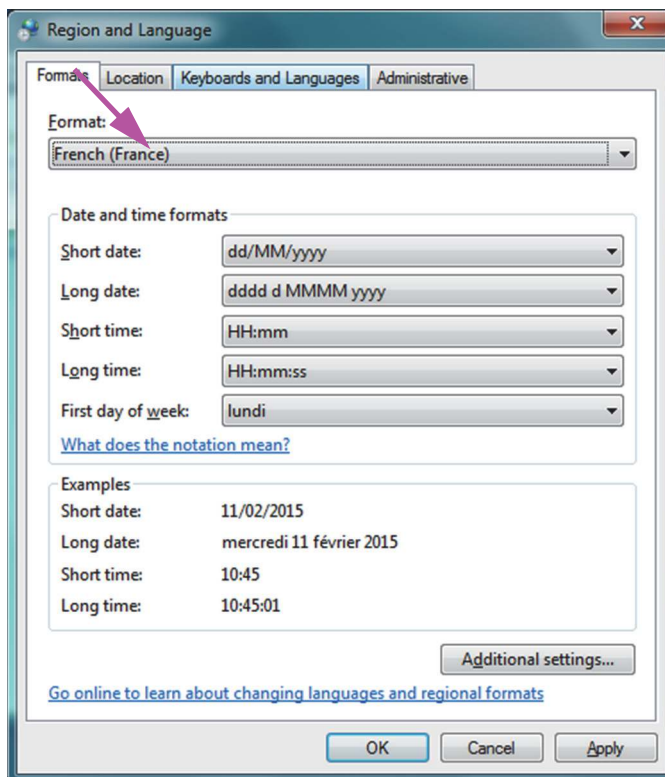 Region and Language
Formats Location Keyboards and Languages Administrative
Format:
French (France)
Date and time formats
Short date: dd/MM/yyyy
Long date: dddd d MMMM yyyy
Short time: HH:mm
Long time: HH:mm:ss
First day of week: lundi
What does the notation mean?
Examples
Short date: 11/02/2015
Long date: mercredi 11 février 2015
Short time: 10:45
Long time: 10:45:01
Additional settings...
Go online to learn about changing languages and regional formats
OK Cancel Apply